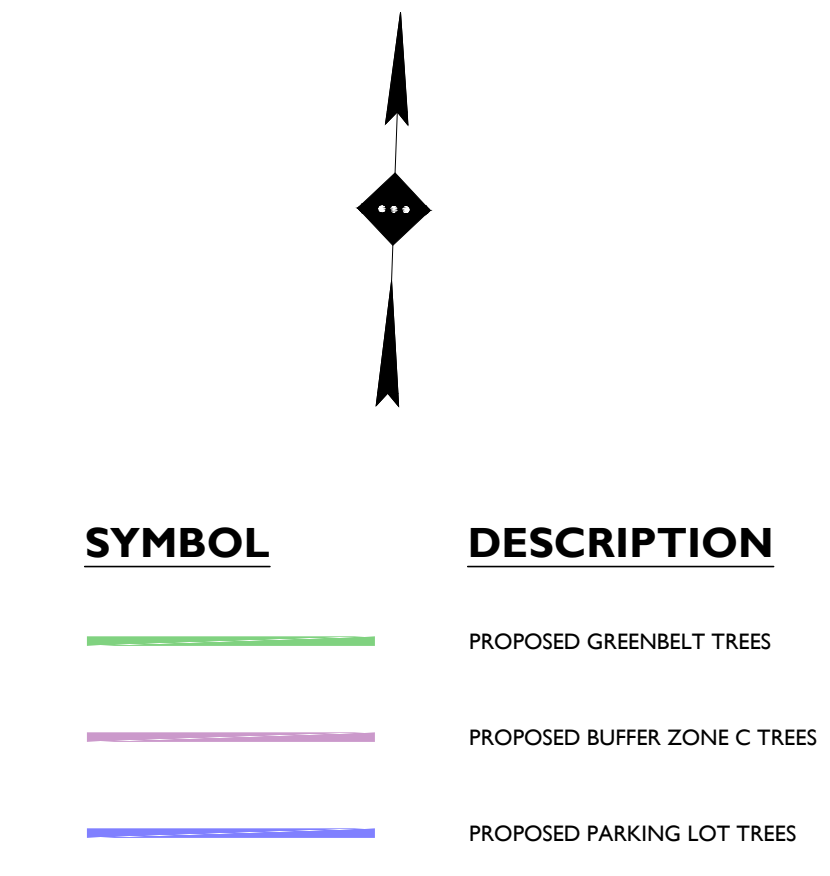 SYMBOL DESCRIPTION
PROPOSED GREENBELT TREES
PROPOSED BUFFER ZONE C TREES
PROPOSED PARKING LOT TREES